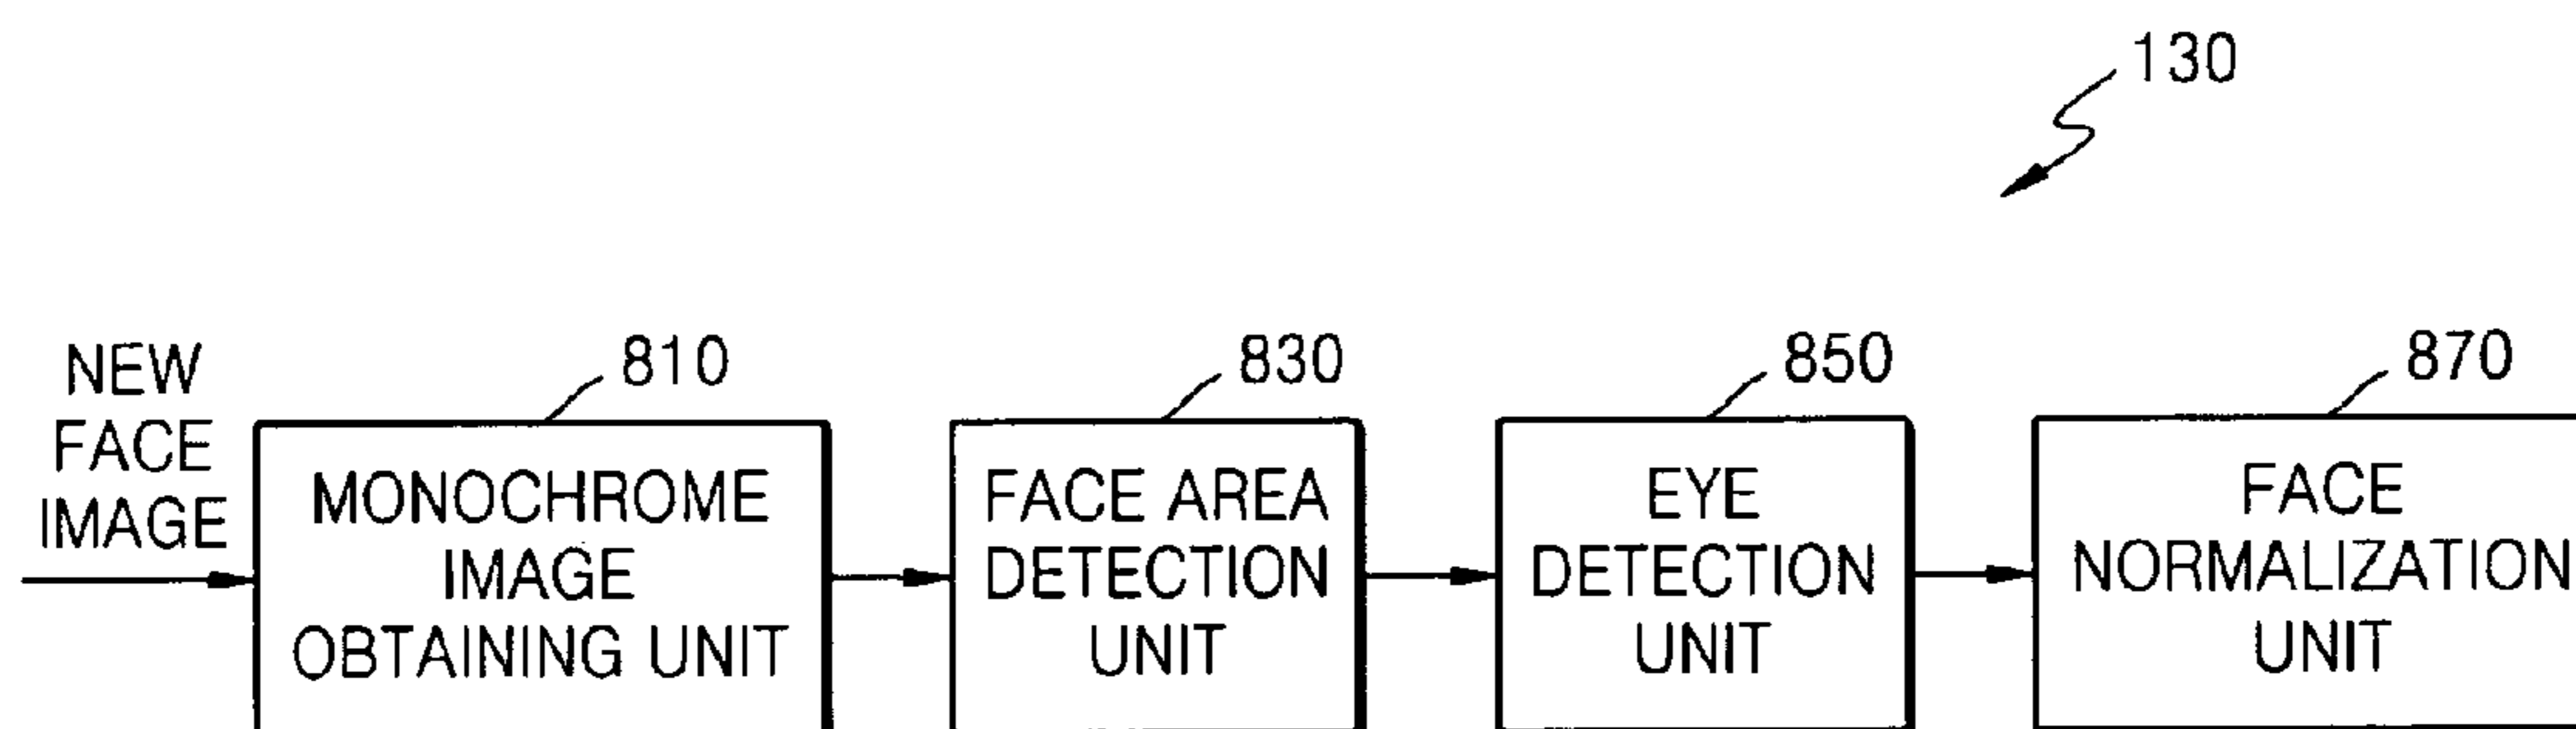 130
NEW
FACE
IMAGE
810
MONOCHROME
IMAGE
OBTAINING UNIT
830
FACE AREA
DETECTION
UNIT
850
EYE
DETECTION
UNIT
870
FACE
NORMALIZATION
UNIT